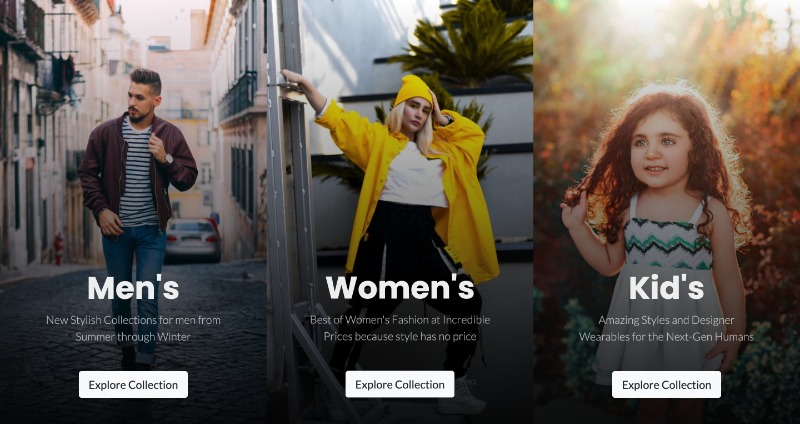 Men's
New Stylish Collections for men from
Summer through Winter
Explore Collection
Women's
Best of Women's Fashion at Incredible
Prices because style has no price
Explore Collection
Kid's
Amazing Styles and Designer
Wearables for the Next-Gen Humans
Explore Collection